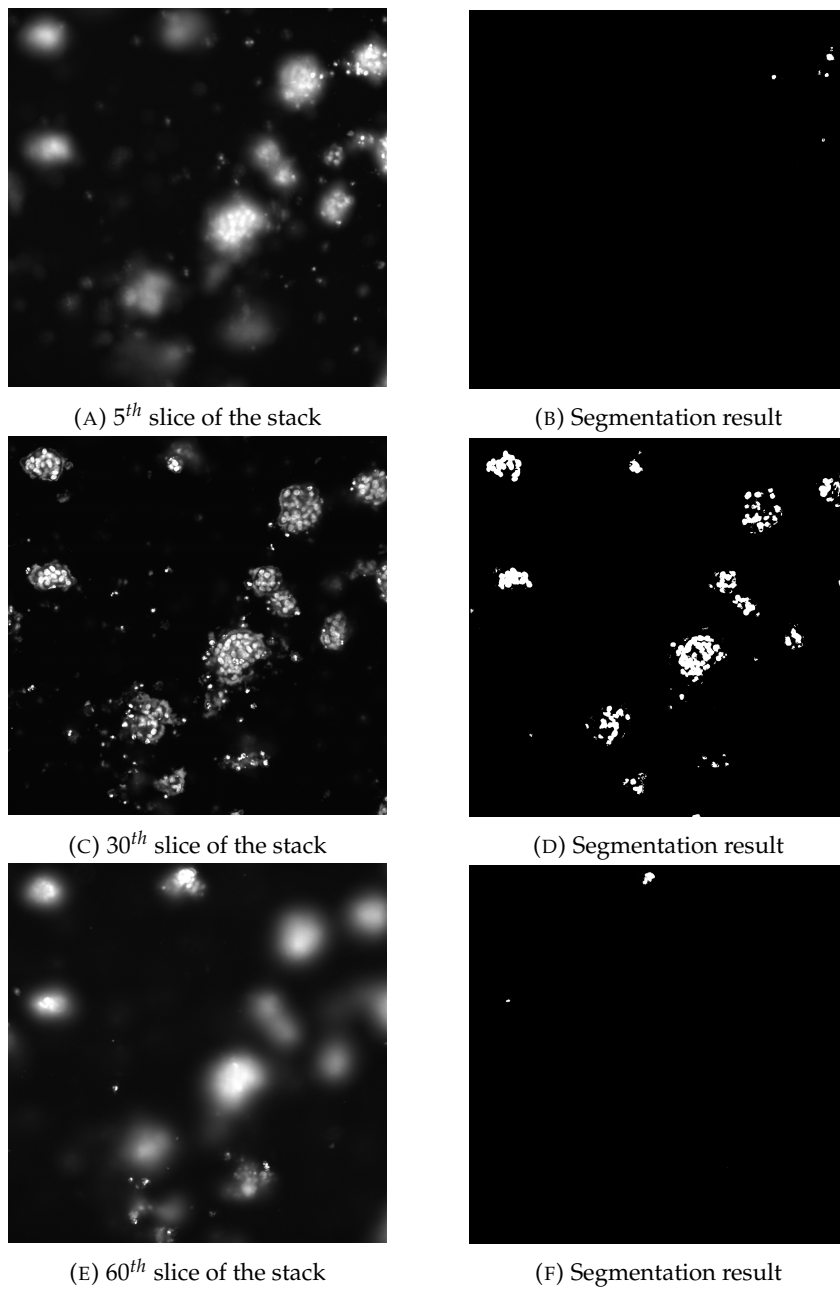 (A) 5th slice of the stack
(B) Segmentation result
(C) 30th slice of the stack
(D) Segmentation result
(E) 60th slice of the stack
(F) Segmentation result